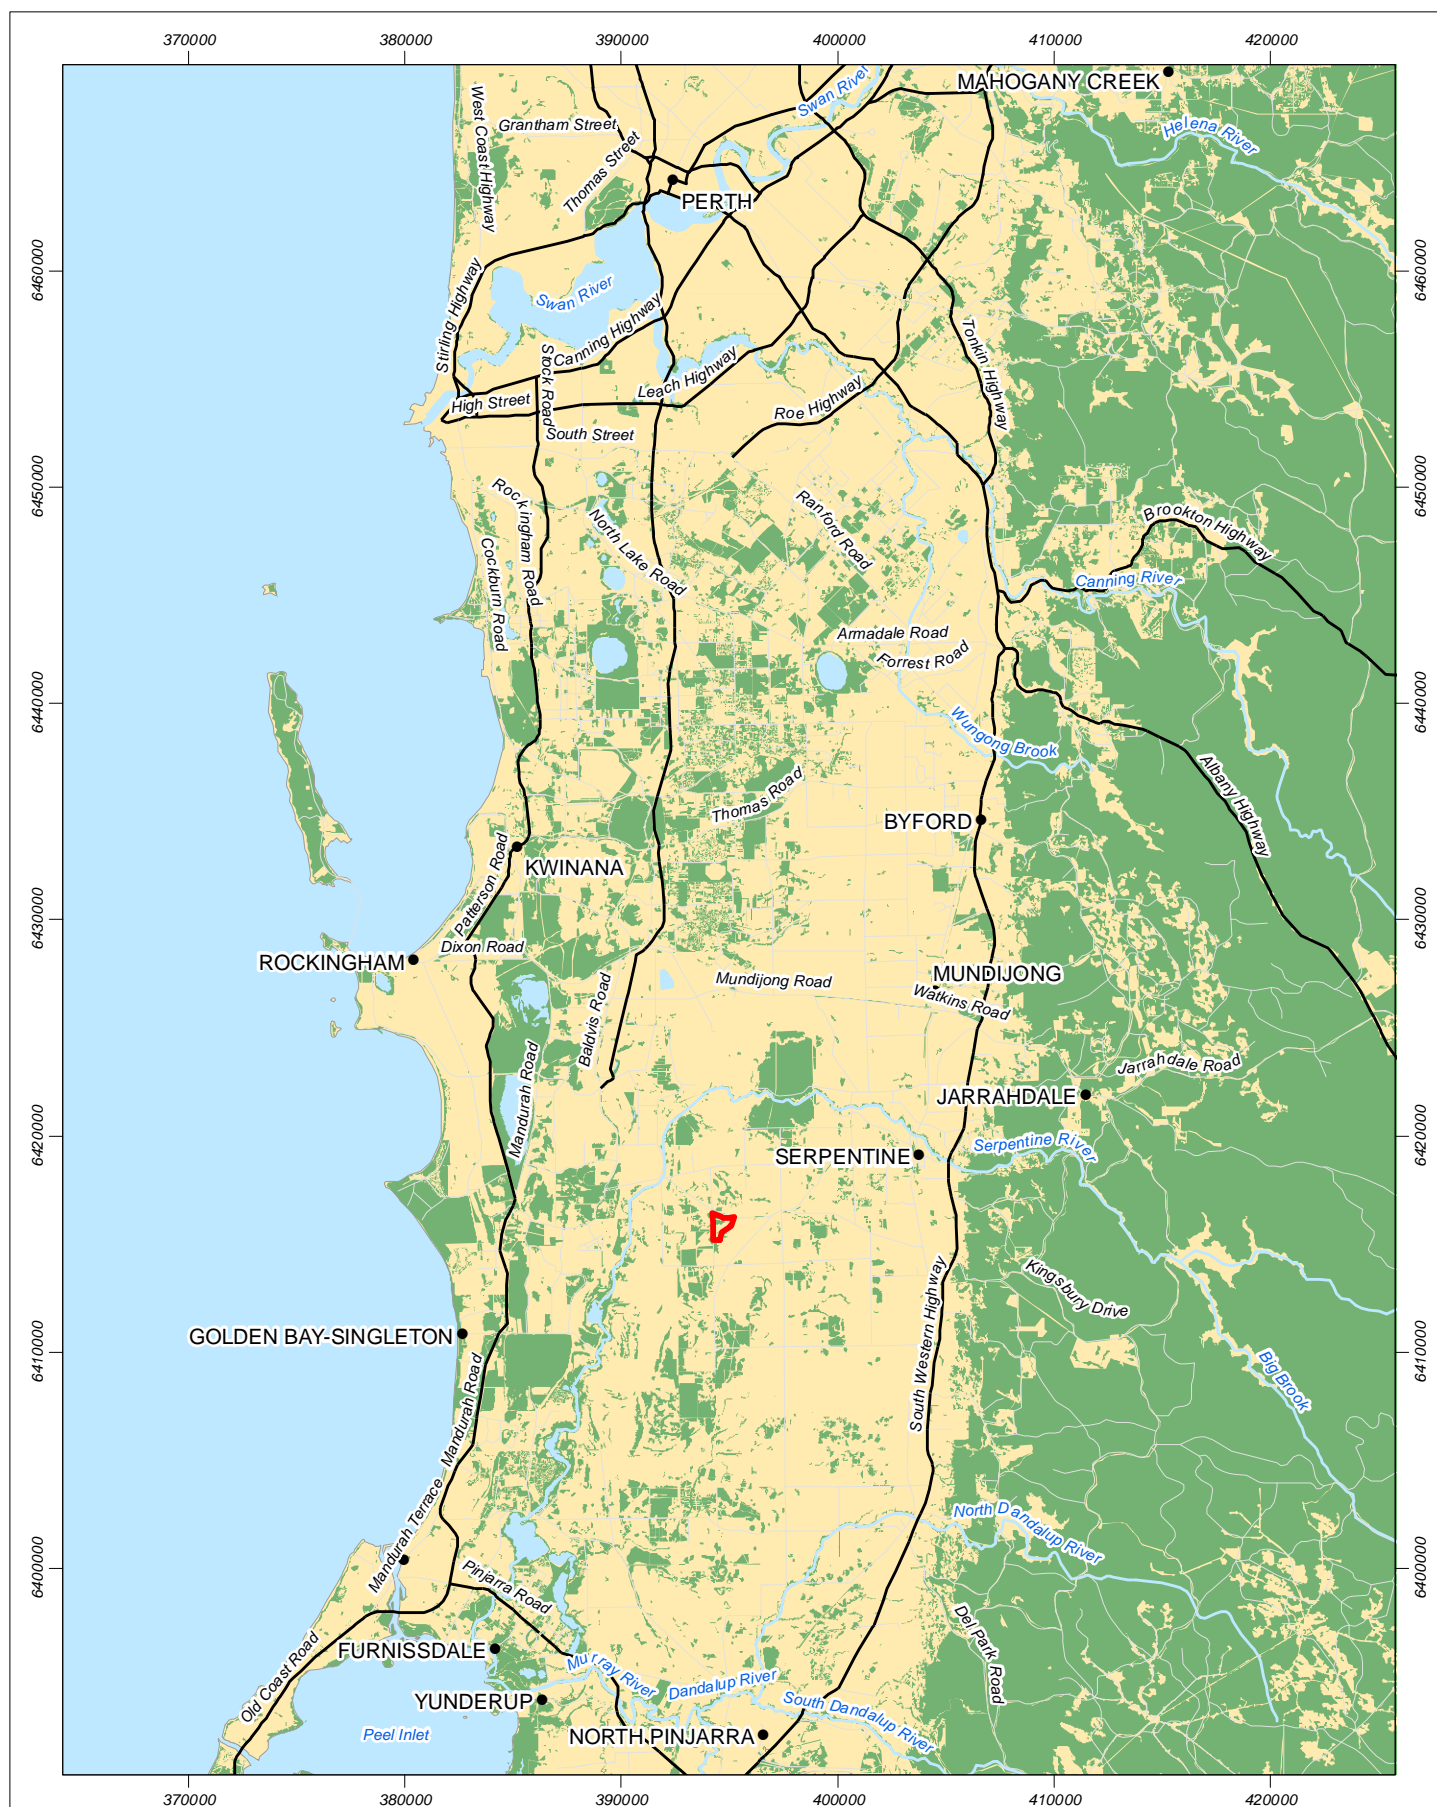 370000
380000
390000
400000
410000
420000
MAHOGANY CREEK
Swan River
West Coast Highway
Grantham Street
Thomas Street
Helena River
PERTH
6460000
6460000
Swan River
Stirling Highway
Canning Highway
Stock Road
Leach Highway
Tonkin Highway
High Street
Roe Highway
South Street
6450000
6450000
Rockingham Road
North Lake Road
Ranford Road
Brookton Highway
Cockburn Road
Canning River
Armadale Road
Forrest Road
6440000
6440000
Wungong Brook
Thomas Road
Albany Highway
BYFORD
KWINANA
Patterson Road
6430000
6430000
Dixon Road
ROCKINGHAM
Mundijong Road
MUNDIJONG
Watkins Road
Baldvis Road
Mandurah Road
Jarrahdale Road
JARRAHDALE
6420000
6420000
Serpentine River
SERPENTINE
Kingsbury Drive
South Western Highway
GOLDEN BAY-SINGLETON
6410000
6410000
Big Brook
Mandurah Road
Mandurah Terrace
North Dandalup River
6400000
6400000
Pinjarra Road
Del Park Road
Old Coast Road
FURNISSDALE
Murray River
Dandalup River
YUNDERUP
South Dandalup River
Peel Inlet
NORTH PINJARRA
370000
380000
390000
400000
410000
420000